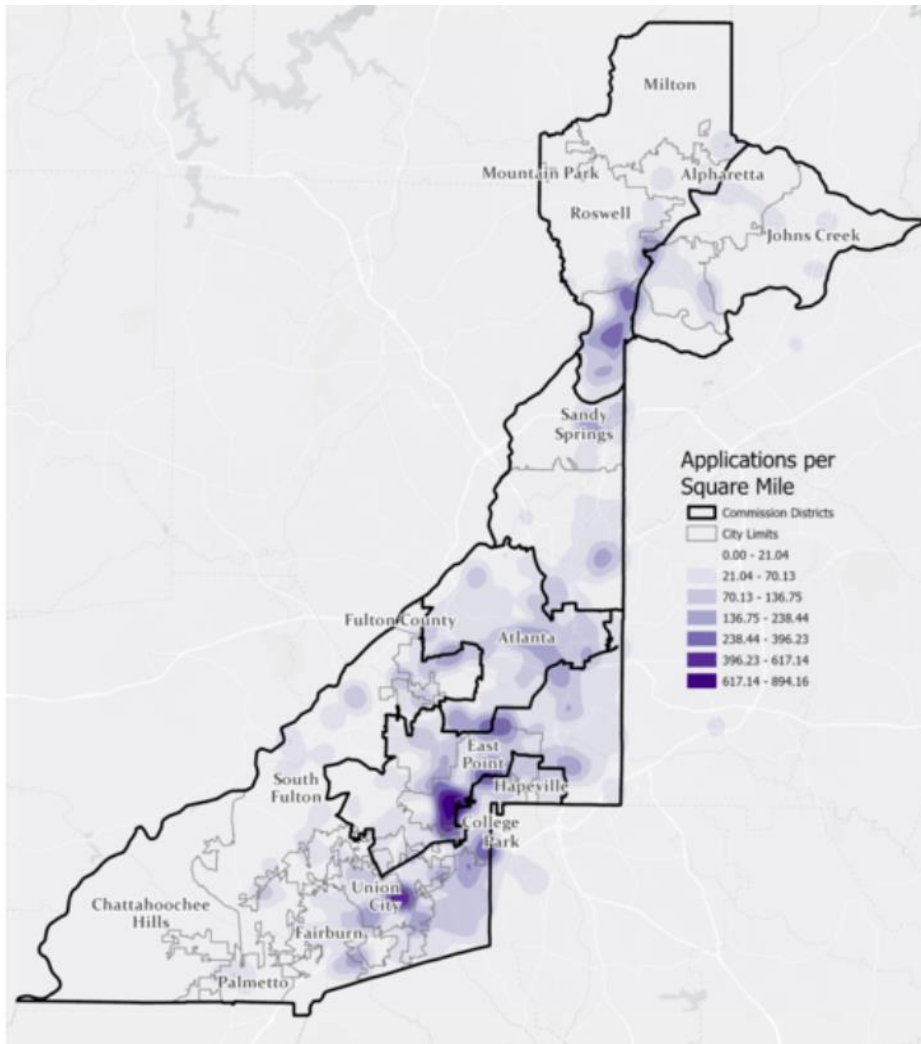 Milton
Mountain Park
Alpharetta
Roswell
Johns Creek
Sandy
Springs
Applications per
Square Mile
Commission Districts
City Limits
0.00 - 21.04
21.04 - 70.13
70.13 - 136.75
136.75 - 238.44
238.44 - 396.23
396.23 - 617.14
617.14 - 894.16
Fulton County
Atlanta
East
Point
Hapeville
South
Fulton
College
Park
Union
City
Chattahoochee
Hills
Fairburn
Palmetto